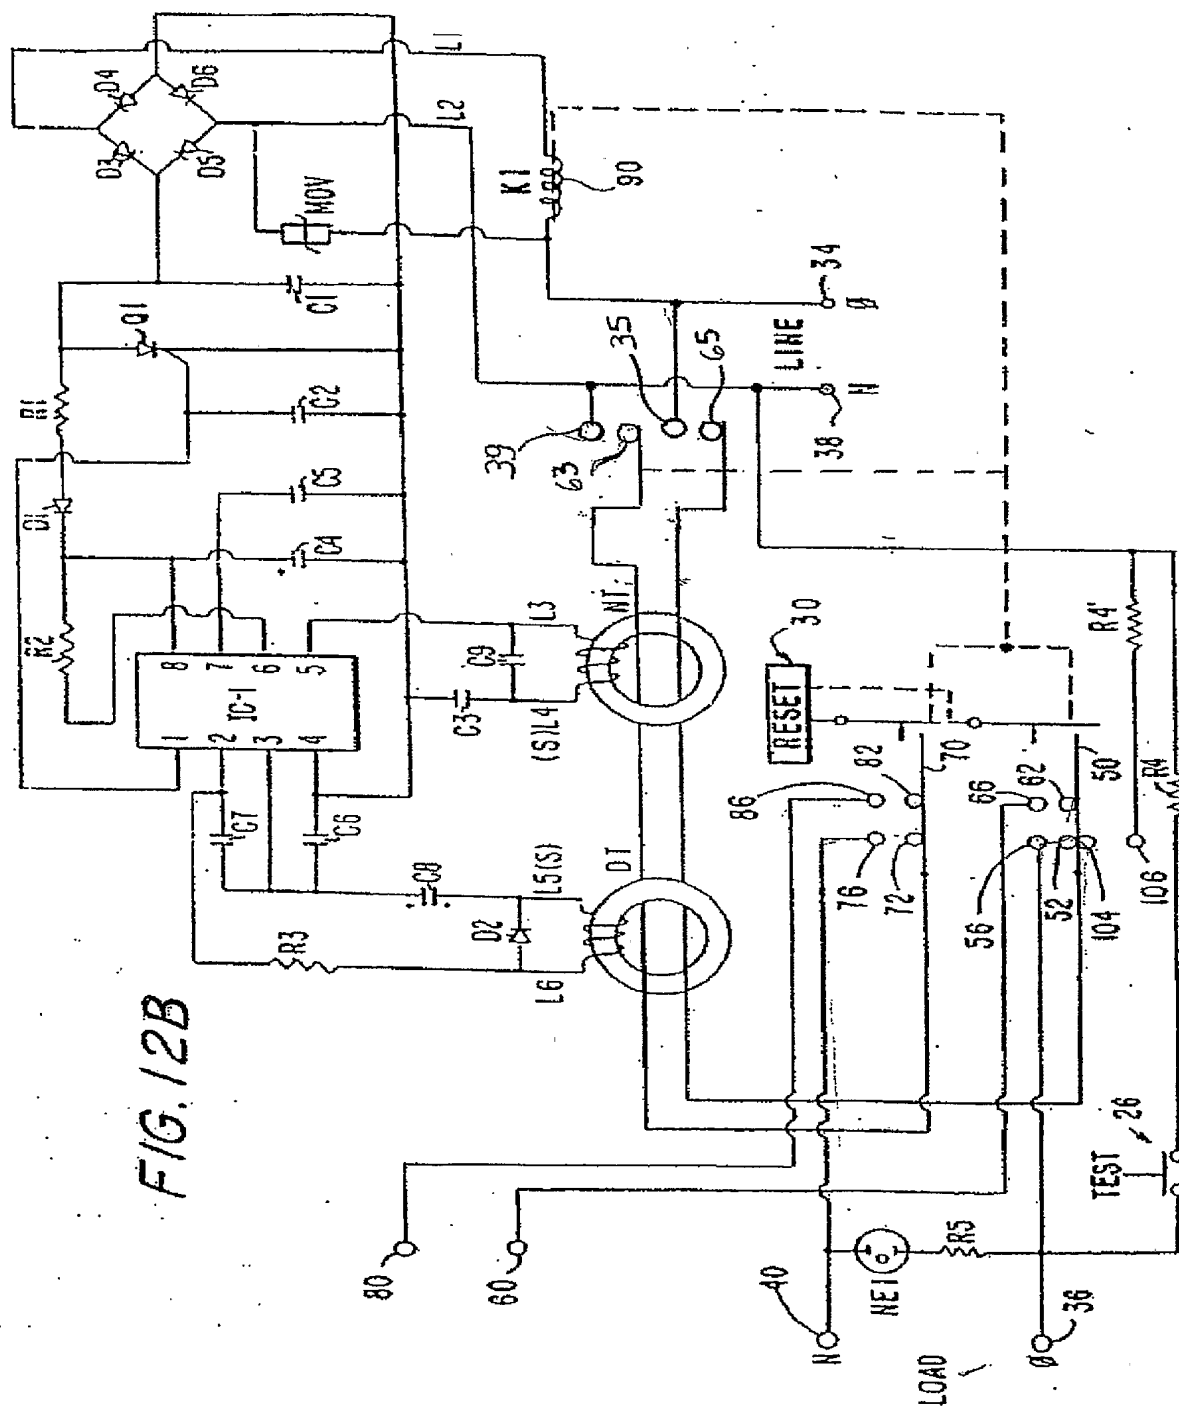 FIG. 12B
D4
D6
D3
D5
L1
L2
MOV
K1
90
Q1
C1
R1
C2
D1
C5
C4
R2
IC-1
8
7
6
5
1
2
3
4
C7
C6
C3
C9
L3
(S)L4
NT
C8
L5(S)
D2
R3
L6
DT
39
63
35
65
LINE
34
Ø
38
N
RESET
30
R4'
86
82
70
66
62
50
R4
76
72
56
52
104
106
TEST
26
80
60
40
N
NE1
R5
LOAD
Ø
36